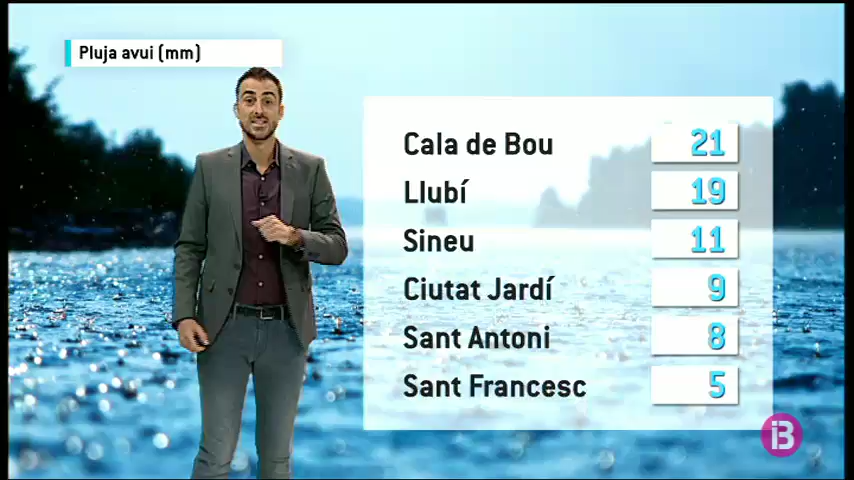 Pluja avui (mm)
Cala de Bou 21
Llubí 19
Sineu 11
Ciutat Jardí 9
Sant Antoni 8
Sant Francesc 5
iB